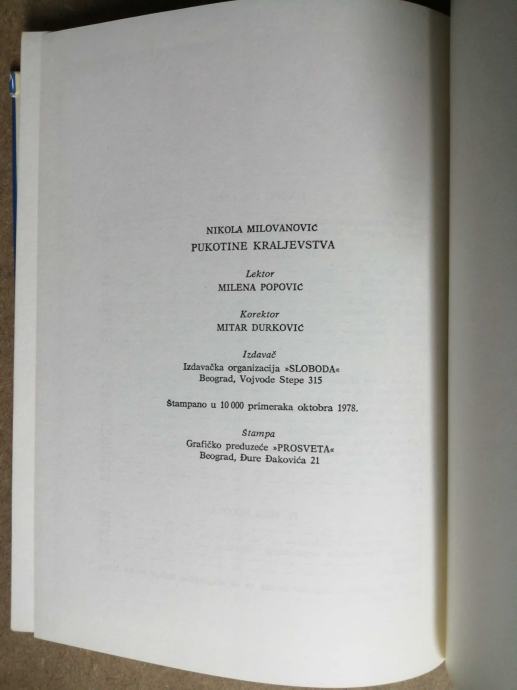 NIKOLA MILOVANOVIĆ
PUKOTINE KRALJEVSTVA
Lektor
MILENA POPOVIĆ
Korektor
MITAR DURKOVIĆ
Izdavač
Izdavačka organizacija »SLOBODA«
Beograd, Vojvode Stepe 315
Štampano u 10 000 primeraka oktobra 1978.
Štampa
Grafičko preduzeće »PROSVETA«
Beograd, Đure Đakovića 21